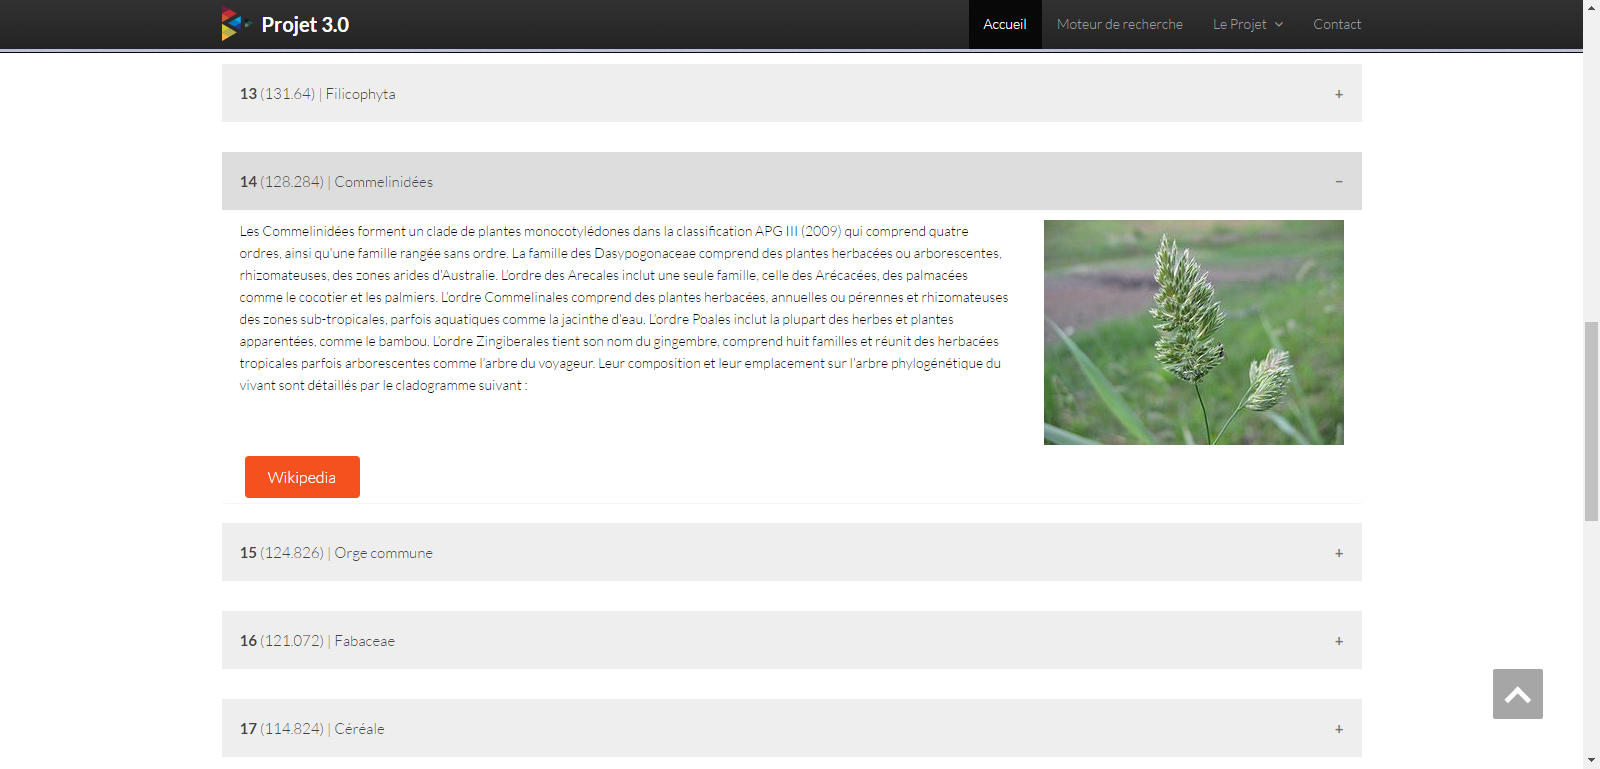 Projet 3.0
Accueil
Moteur de recherche
Le Projet
Contact
13 (131.64) | Filicophyta
+
14 (128.284) | Commelinidées
−
Les Commelinidées forment un clade de plantes monocotylédones dans la classification APG III (2009) qui comprend quatre
ordres, ainsi qu'une famille rangée sans ordre. La famille des Dasypogonaceae comprend des plantes herbacées ou arborescentes,
rhizomateuses, des zones arides d'Australie. L'ordre des Arecales inclut une seule famille, celle des Arécacées, des palmacées
comme le cocotier et les palmiers. L'ordre Commelinales comprend des plantes herbacées, annuelles ou pérennes et rhizomateuses
des zones sub-tropicales, parfois aquatiques comme la jacinthe d'eau. L'ordre Poales inclut la plupart des herbes et plantes
apparentées, comme le bambou. L'ordre Zingiberales tient son nom du gingembre, comprend huit familles et réunit des herbacées
tropicales parfois arborescentes comme l'arbre du voyageur. Leur composition et leur emplacement sur l'arbre phylogénétique du
vivant sont détaillés par le cladogramme suivant :
Wikipedia
15 (124.826) | Orge commune
+
16 (121.072) | Fabaceae
+
17 (114.824) | Céréale
+